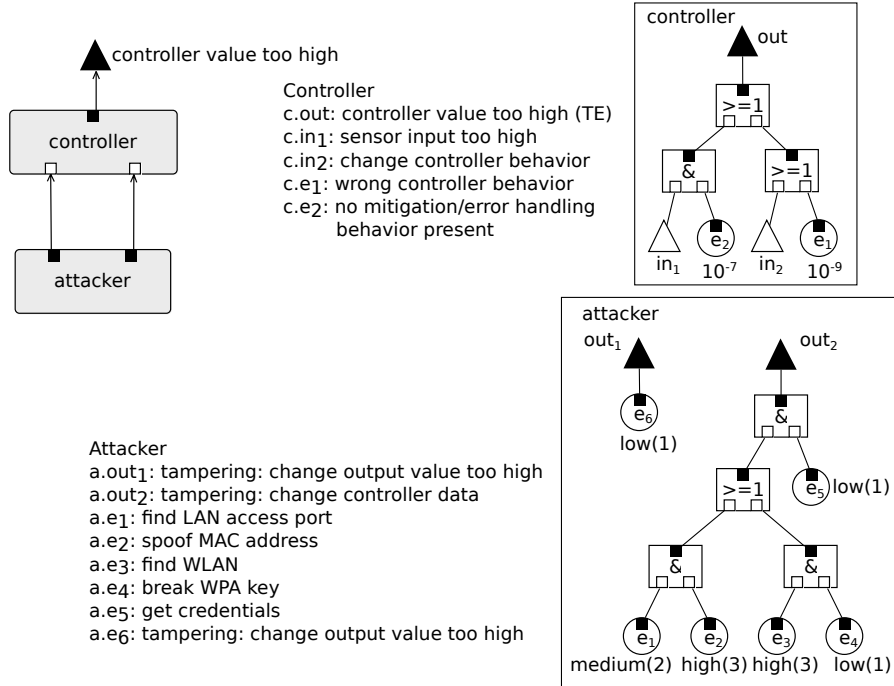 controller value too high
controller
attacker
Controller
c.out: controller value too high (TE)
c.in₁: sensor input too high
c.in₂: change controller behavior
c.e₁: wrong controller behavior
c.e₂: no mitigation/error handling
behavior present
controller
out
>=1
&
>=1
in₁
e₂
10⁻⁷
in₂
e₁
10⁻⁹
attacker
out₁
out₂
e₆
low(1)
&
>=1
e₅
low(1)
&
&
e₁
e₂
e₃
e₄
medium(2)
high(3)
high(3)
low(1)
Attacker
a.out₁: tampering: change output value too high
a.out₂: tampering: change controller data
a.e₁: find LAN access port
a.e₂: spoof MAC address
a.e₃: find WLAN
a.e₄: break WPA key
a.e₅: get credentials
a.e₆: tampering: change output value too high